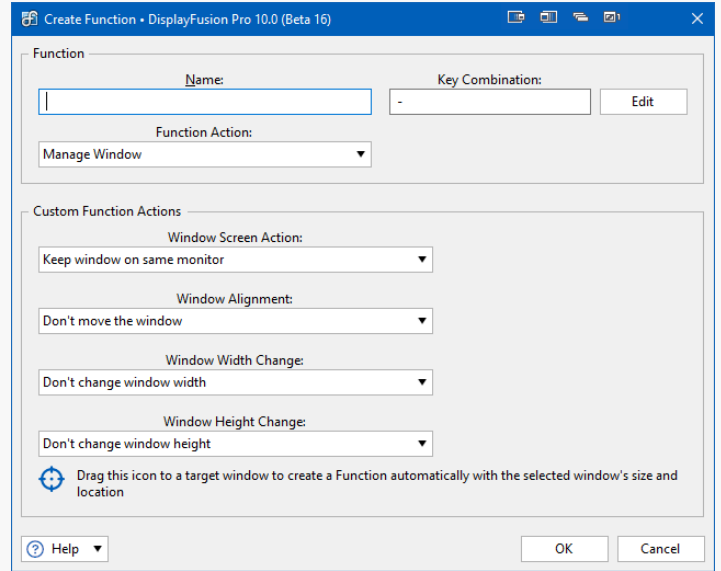 Create Function • DisplayFusion Pro 10.0 (Beta 16)
Function
Name:
Key Combination:
-
Edit
Function Action:
Manage Window
Custom Function Actions
Window Screen Action:
Keep window on same monitor
Window Alignment:
Don't move the window
Window Width Change:
Don't change window width
Window Height Change:
Don't change window height
Drag this icon to a target window to create a Function automatically with the selected window's size and
location
Help
OK
Cancel